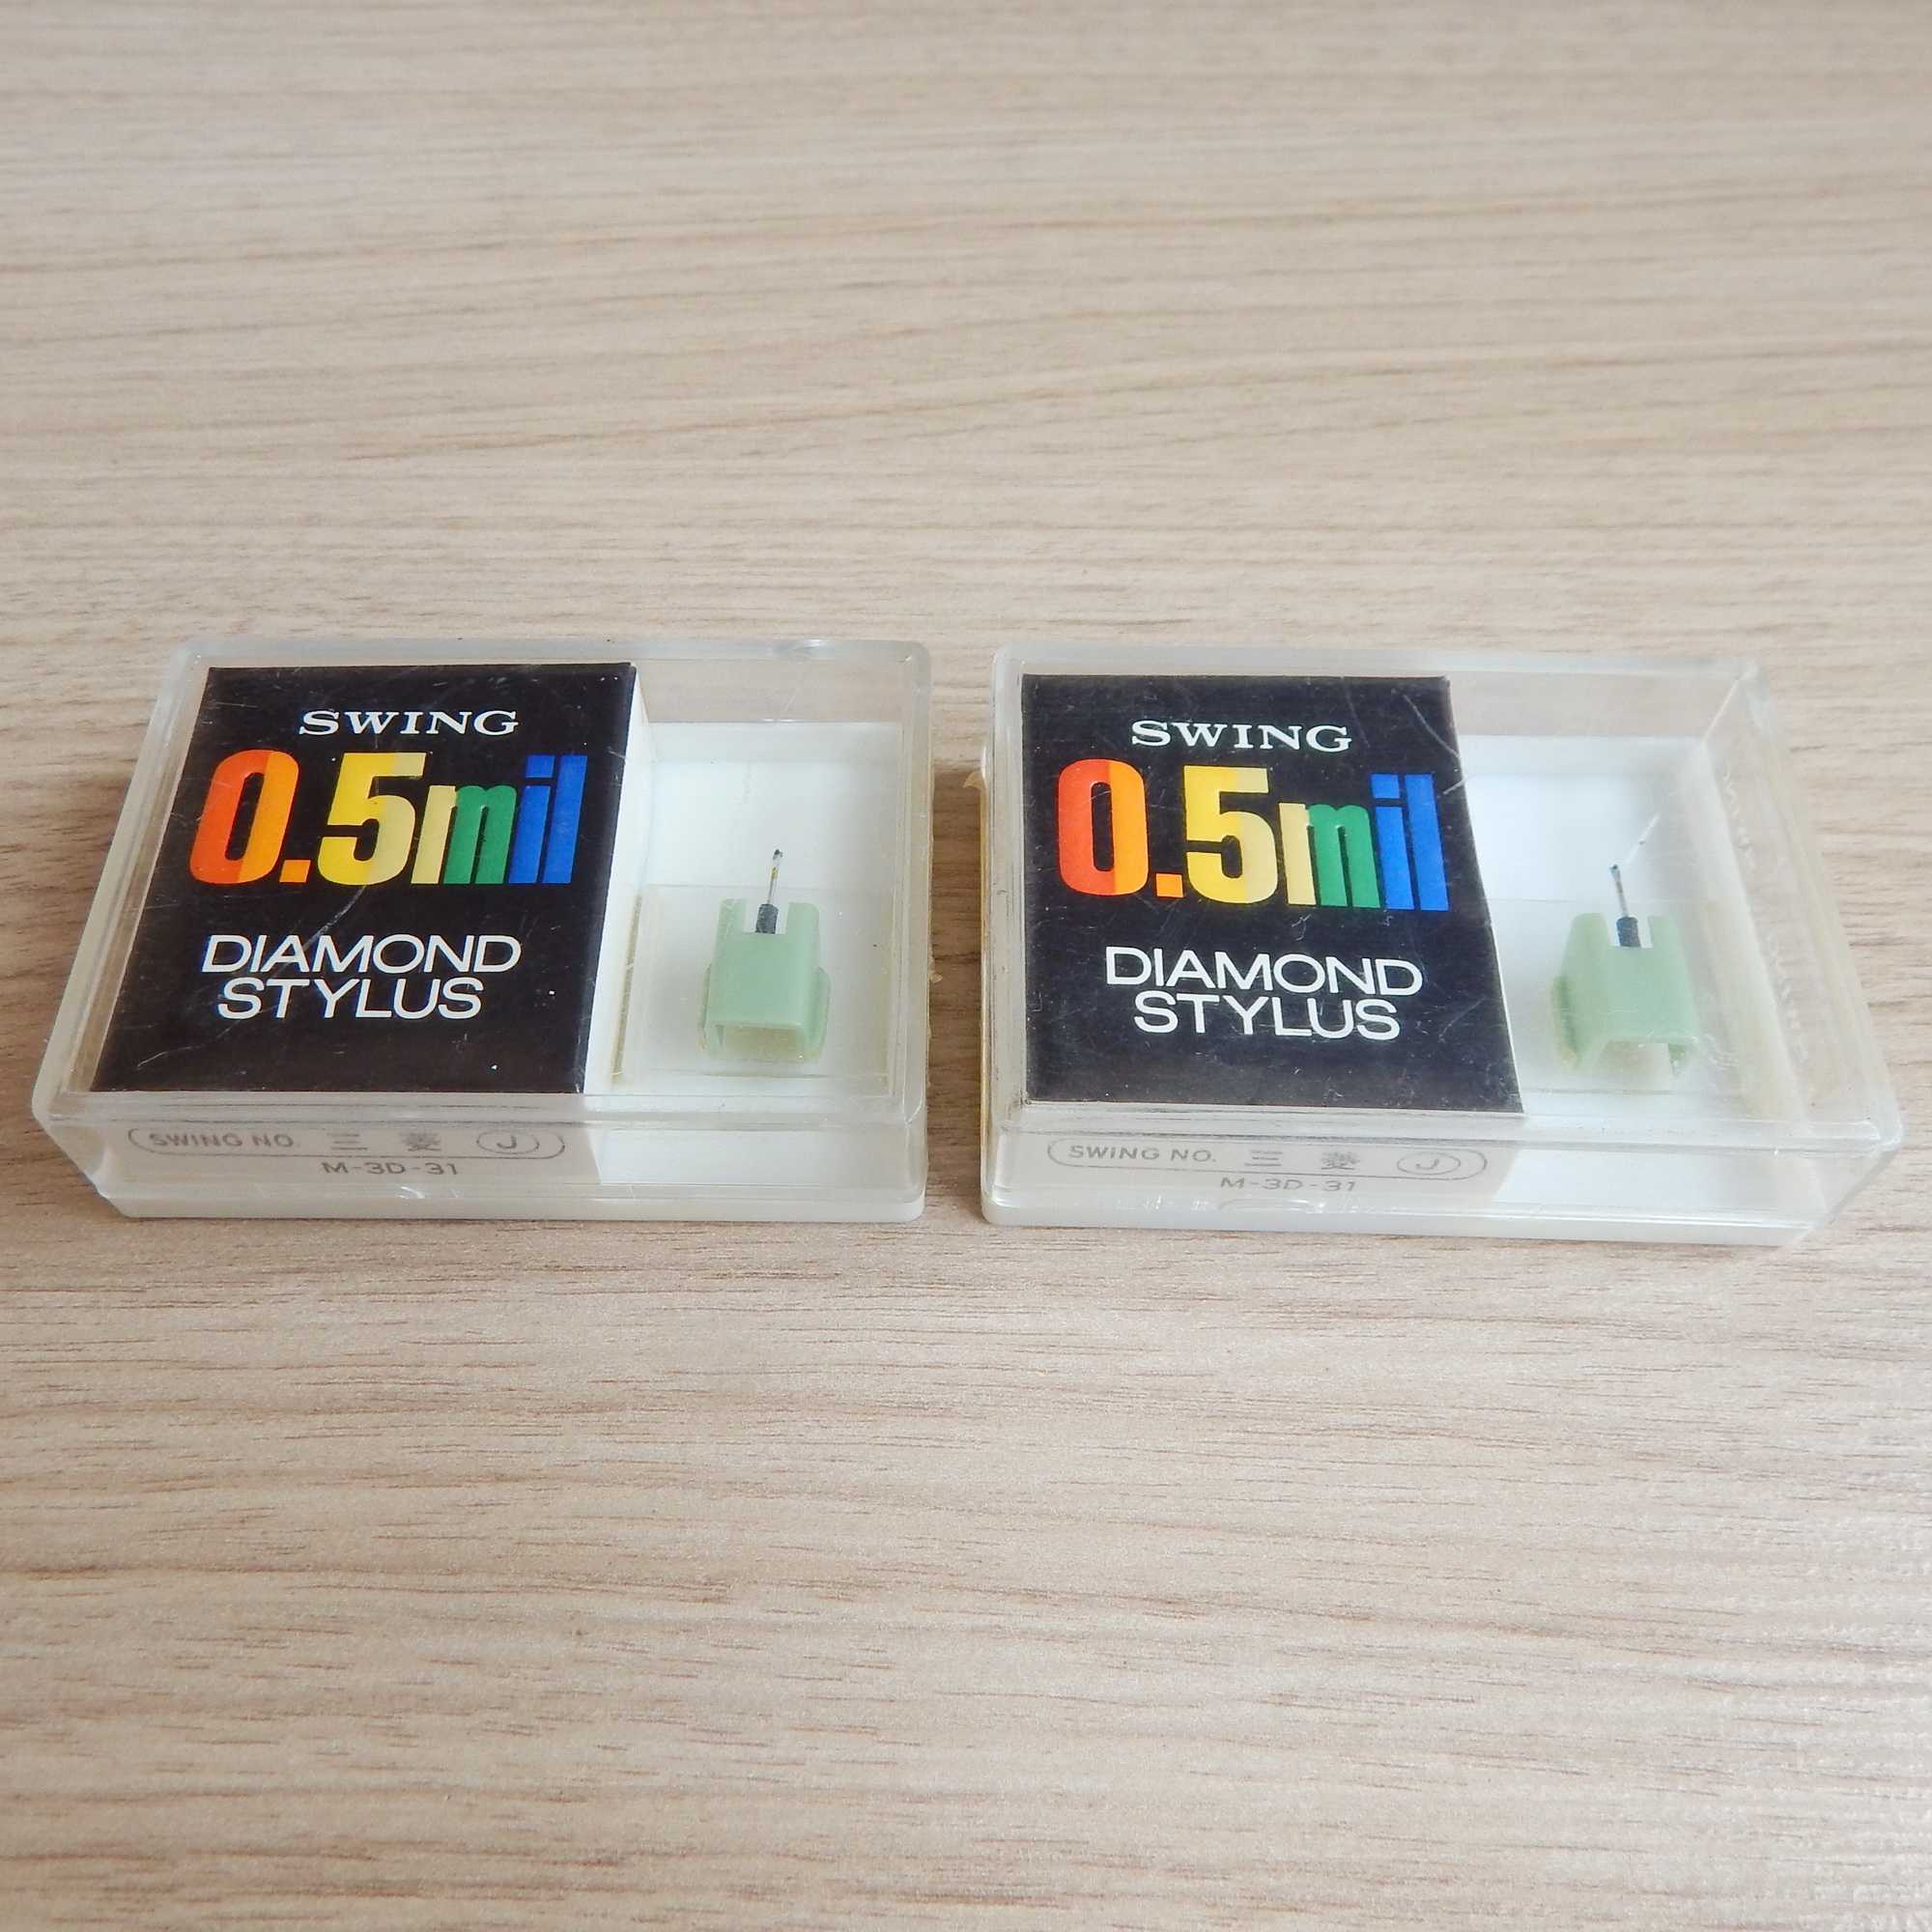 SWING
0.5mil
DIAMOND
STYLUS
SWING NO. 三菱 J
M-3D-31
SWING
0.5mil
DIAMOND
STYLUS
SWING NO. 三菱 J
M-3D-31